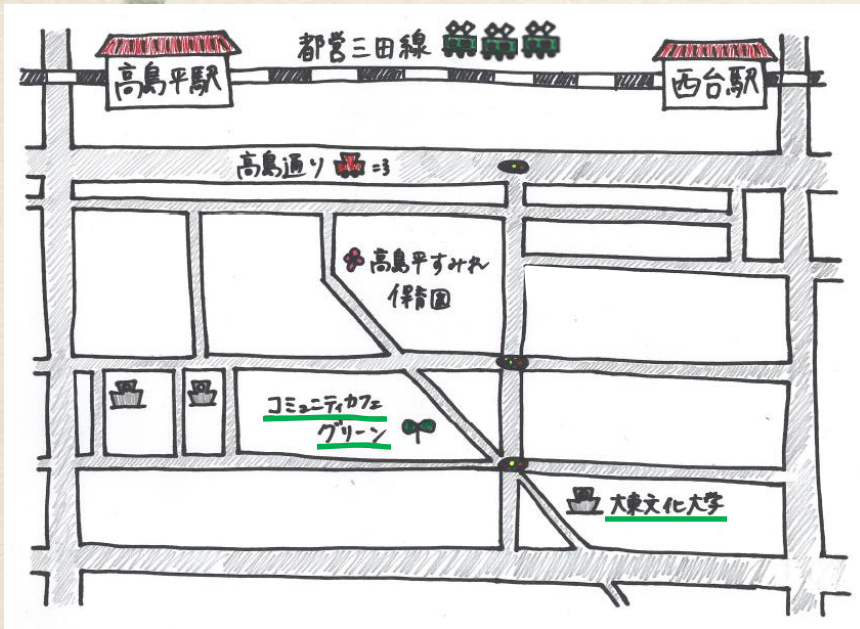 都営三田線
高島平駅
西台駅
高島通り
高島平すみれ
保育園
コミュニティカフェ
グリーン
大東文化大学